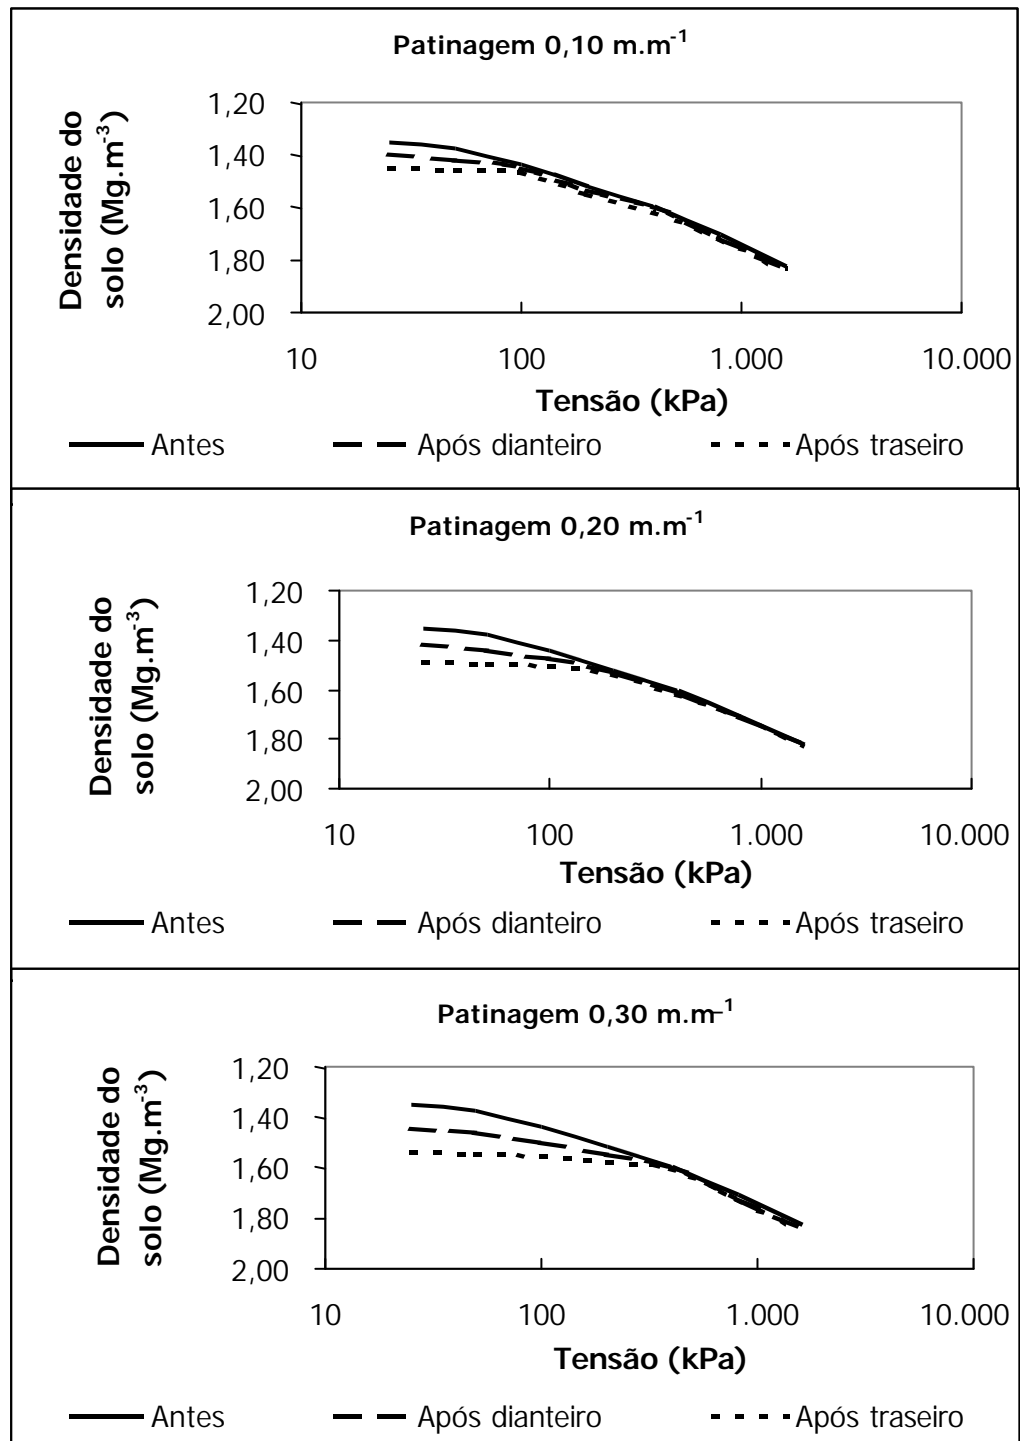 Patinagem 0,10 m.m-1
Densidade do
solo (Mg.m-3)
1,20
1,40
1,60
1,80
2,00
10 100 1.000 10.000
Tensão (kPa)
Antes Após dianteiro Após traseiro
Patinagem 0,20 m.m-1
Densidade do
solo (Mg.m-3)
1,20
1,40
1,60
1,80
2,00
10 100 1.000 10.000
Tensão (kPa)
Antes Após dianteiro Após traseiro
Patinagem 0,30 m.m-1
Densidade do
solo (Mg.m-3)
1,20
1,40
1,60
1,80
2,00
10 100 1.000 10.000
Tensão (kPa)
Antes Após dianteiro Após traseiro